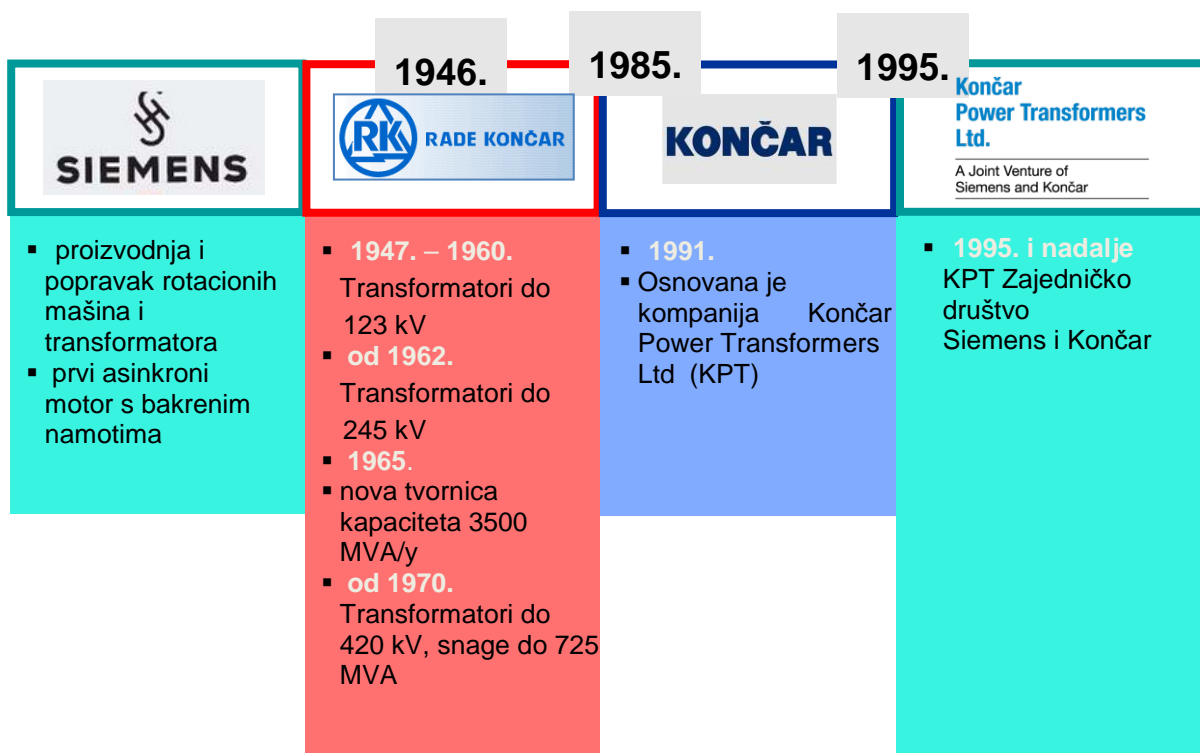 1946.
1985.
1995.
SIEMENS
RK RADE KONČAR
KONČAR
Končar
Power Transformers
Ltd.
A Joint Venture of
Siemens and Končar
▪ proizvodnja i
popravak rotacionih
mašina i
transformatora
▪ prvi asinkroni
motor s bakrenim
namotima
▪ 1947. – 1960.
Transformatori do
123 kV
▪ od 1962.
Transformatori do
245 kV
▪ 1965.
▪ nova tvornica
kapaciteta 3500
MVA/y
▪ od 1970.
Transformatori do
420 kV, snage do 725
MVA
▪ 1991.
▪ Osnovana je
kompanija Končar
Power Transformers
Ltd (KPT)
▪ 1995. i nadalje
KPT Zajedničko
društvo
Siemens i Končar